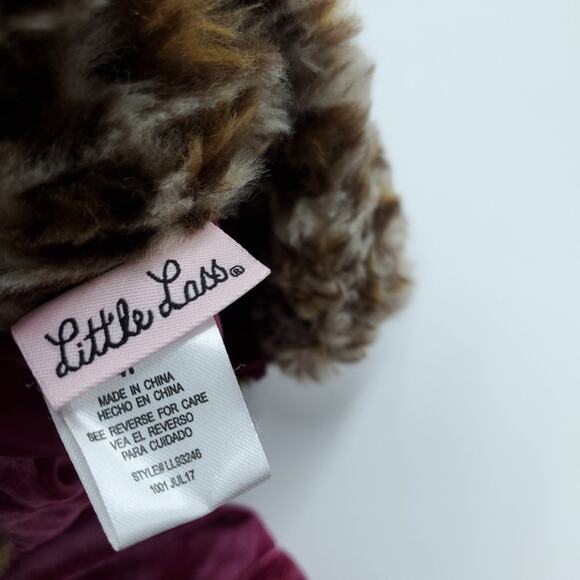 Little Lass®
MADE IN CHINA
HECHO EN CHINA
SEE REVERSE FOR CARE
VEA EL REVERSO
PARA CUIDADO
STYLE# LL93246
1001 JUL17